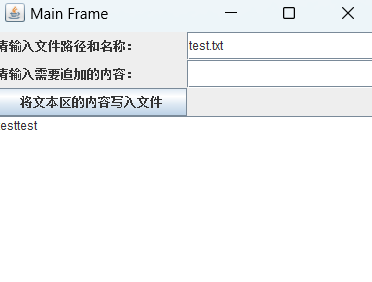 Main Frame
请输入文件路径和名称：
test.txt
请输入需要追加的内容：
将文本区的内容写入文件
esttest